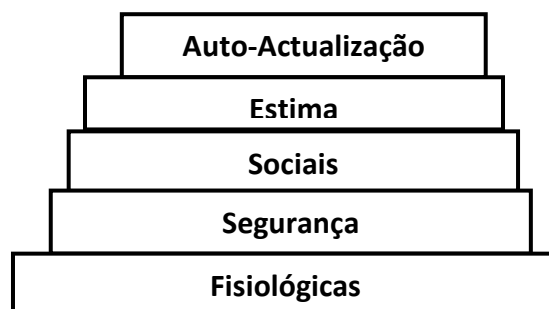 Auto-Actualização
Estima
Sociais
Segurança
Fisiológicas